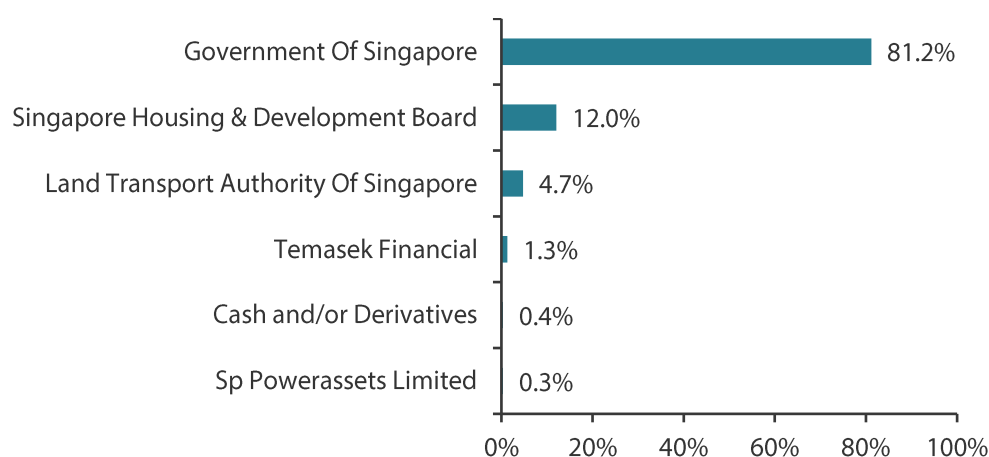 Government Of Singapore 81.2%
Singapore Housing & Development Board 12.0%
Land Transport Authority Of Singapore 4.7%
Temasek Financial 1.3%
Cash and/or Derivatives 0.4%
Sp Powerassets Limited 0.3%
0% 20% 40% 60% 80% 100%